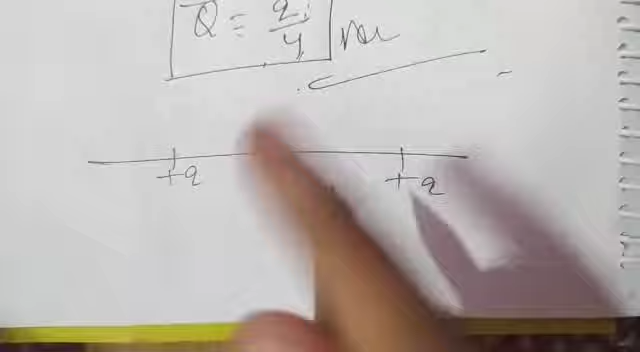 Q = q/4
+q +q